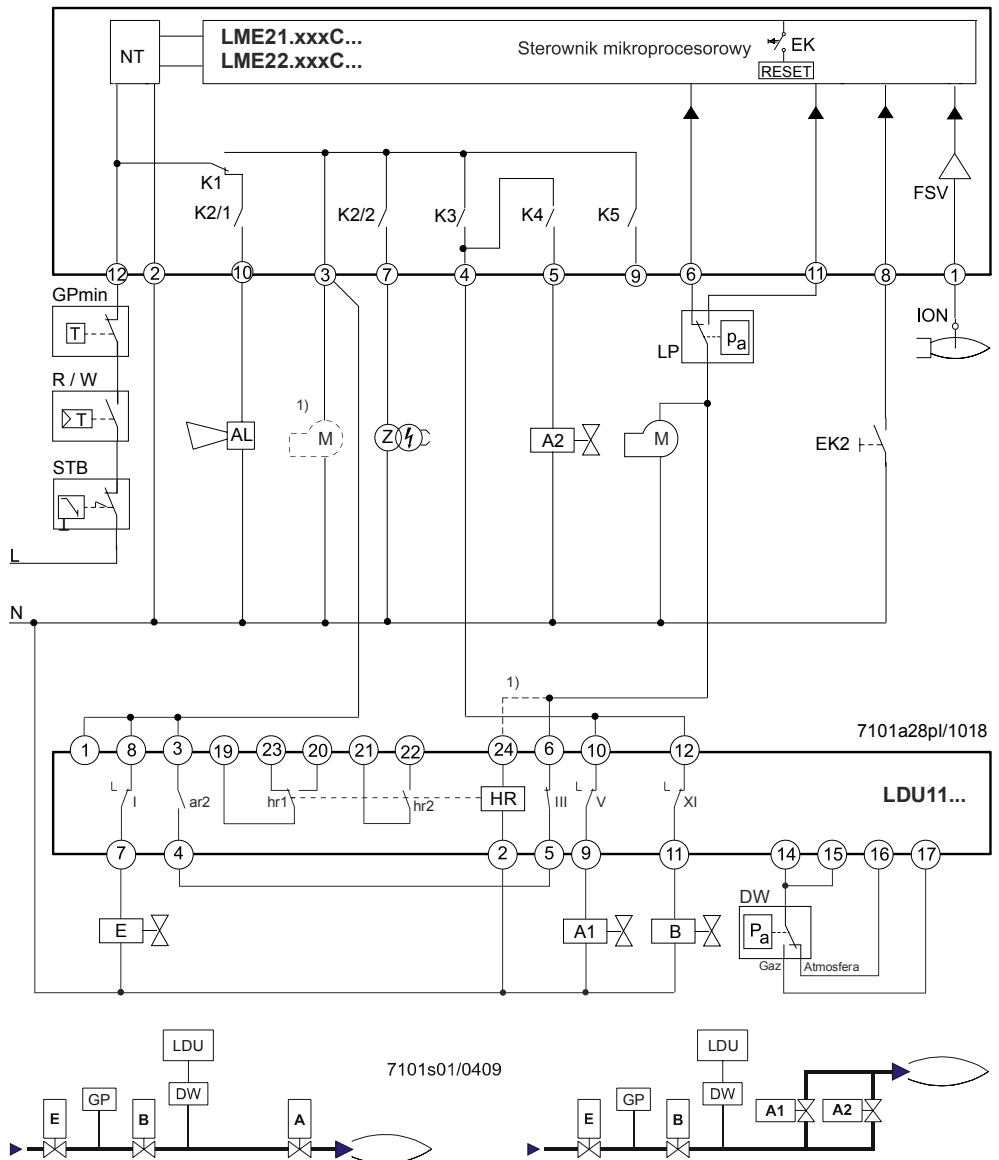 NT
LME21.xxxC...
LME22.xxxC...
Sterownik mikroprocesorowy
EK
RESET
FSV
K1
K2/1
K2/2
K3
K4
K5
12 2 10 3 7 4 5 9 6 11 8 1
GPmin
T
R / W
T
STB
L
N
AL
1)
M
Z
A2
M
LP
pa
ION
EK2
1)
7101a28pl/1018
1 8 3 19 23 20 21 22 24 6 10 12
L I
ar2
hr1
hr2
HR
III
L V
L XI
LDU11...
7 4 2 5 9 11 14 15 16 17
E
A1
B
DW
Pa
Gaz
Atmosfera
7101s01/0409
LDU
DW
GP
E
B
A
LDU
DW
GP
E
B
A1
A2